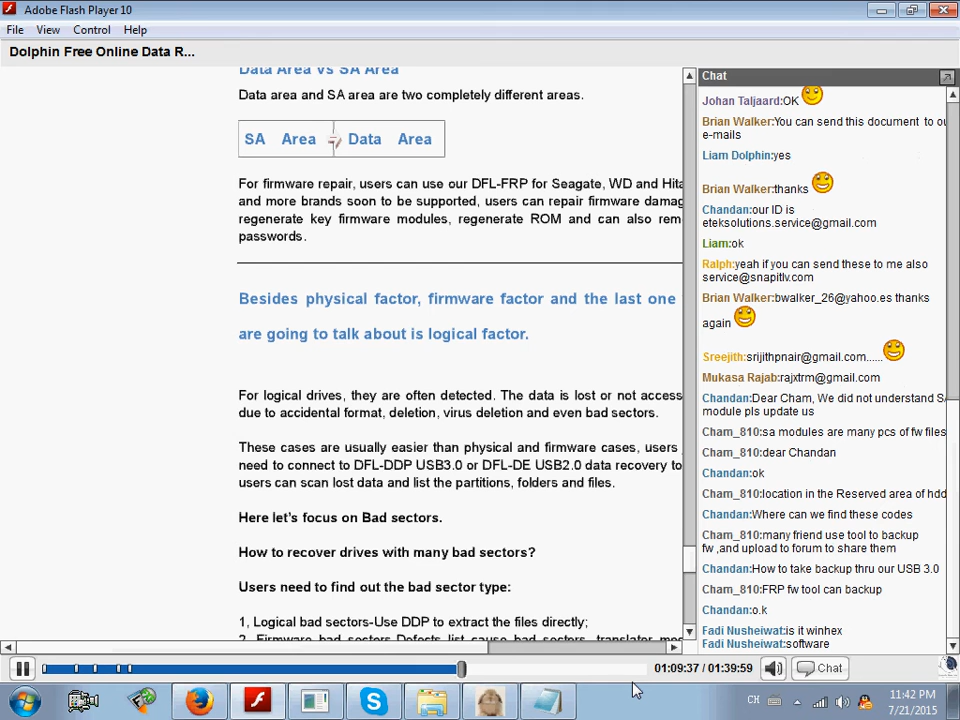 Adobe Flash Player 10
File View Control Help
Dolphin Free Online Data R...
Data Area Vs SA Area
Data area and SA area are two completely different areas.
SA Area Data Area
For firmware repair, users can use our DFL-FRP for Seagate, WD and Hita
and more brands soon to be supported, users can repair firmware damag
regenerate key firmware modules, regenerate ROM and can also rem
passwords.
Besides physical factor, firmware factor and the last one
are going to talk about is logical factor.
For logical drives, they are often detected. The data is lost or not access
due to accidental format, deletion, virus deletion and even bad sectors.
These cases are usually easier than physical and firmware cases, users
need to connect to DFL-DDP USB3.0 or DFL-DE USB2.0 data recovery to
users can scan lost data and list the partitions, folders and files.
Here let's focus on Bad sectors.
How to recover drives with many bad sectors?
Users need to find out the bad sector type:
1, Logical bad sectors-Use DDP to extract the files directly;
2, Firmware bad sectors-Defects list cause bad sectors, translator mo
Chat
Johan Taljaard:OK
Brian Walker:You can send this document to ou
e-mails
Liam Dolphin:yes
Brian Walker:thanks
Chandan:our ID is
eteksolutions.service@gmail.com
Liam:ok
Ralph:yeah if you can send these to me also
service@snapitlv.com
Brian Walker:bwalker_26@yahoo.es thanks
again
Sreejith:srijithpnair@gmail.com......
Mukasa Rajab:rajxtrm@gmail.com
Chandan:Dear Cham, We did not understand SA
module pls update us
Cham_810:sa modules are many pcs of fw files
Cham_810:dear Chandan
Chandan:ok
Cham_810:location in the Reserved area of hdd
Chandan:Where can we find these codes
Cham_810:many friend use tool to backup
fw ,and upload to forum to share them
Chandan:How to take backup thru our USB 3.0
Cham_810:FRP fw tool can backup
Chandan:o.k
Fadi Nusheiwat:is it winhex
Fadi Nusheiwat:software
01:09:37 / 01:39:59
Chat
CH
11:42 PM
7/21/2015